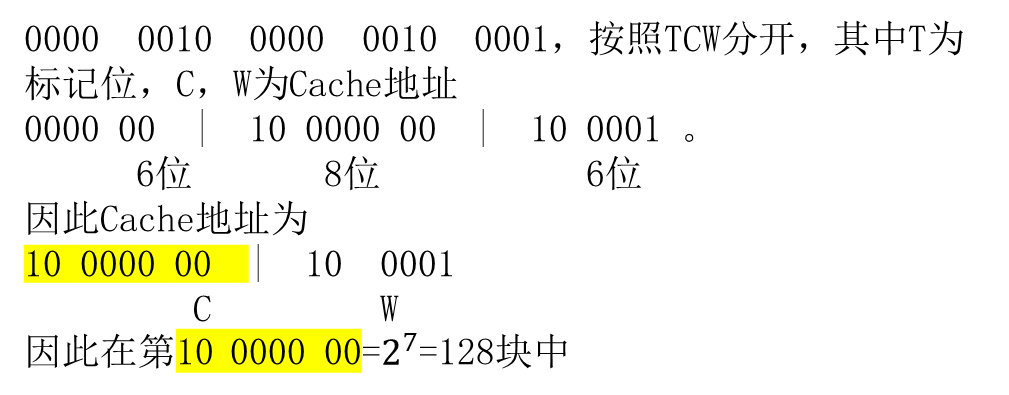 0000 0010 0000 0010 0001，按照TCW分开，其中T为
标记位，C，W为Cache地址
0000 00 | 10 0000 00 | 10 0001 。
6位 8位 6位
因此Cache地址为
10 0000 00 | 10 0001
C W
因此在第10 0000 00=2⁷=128块中